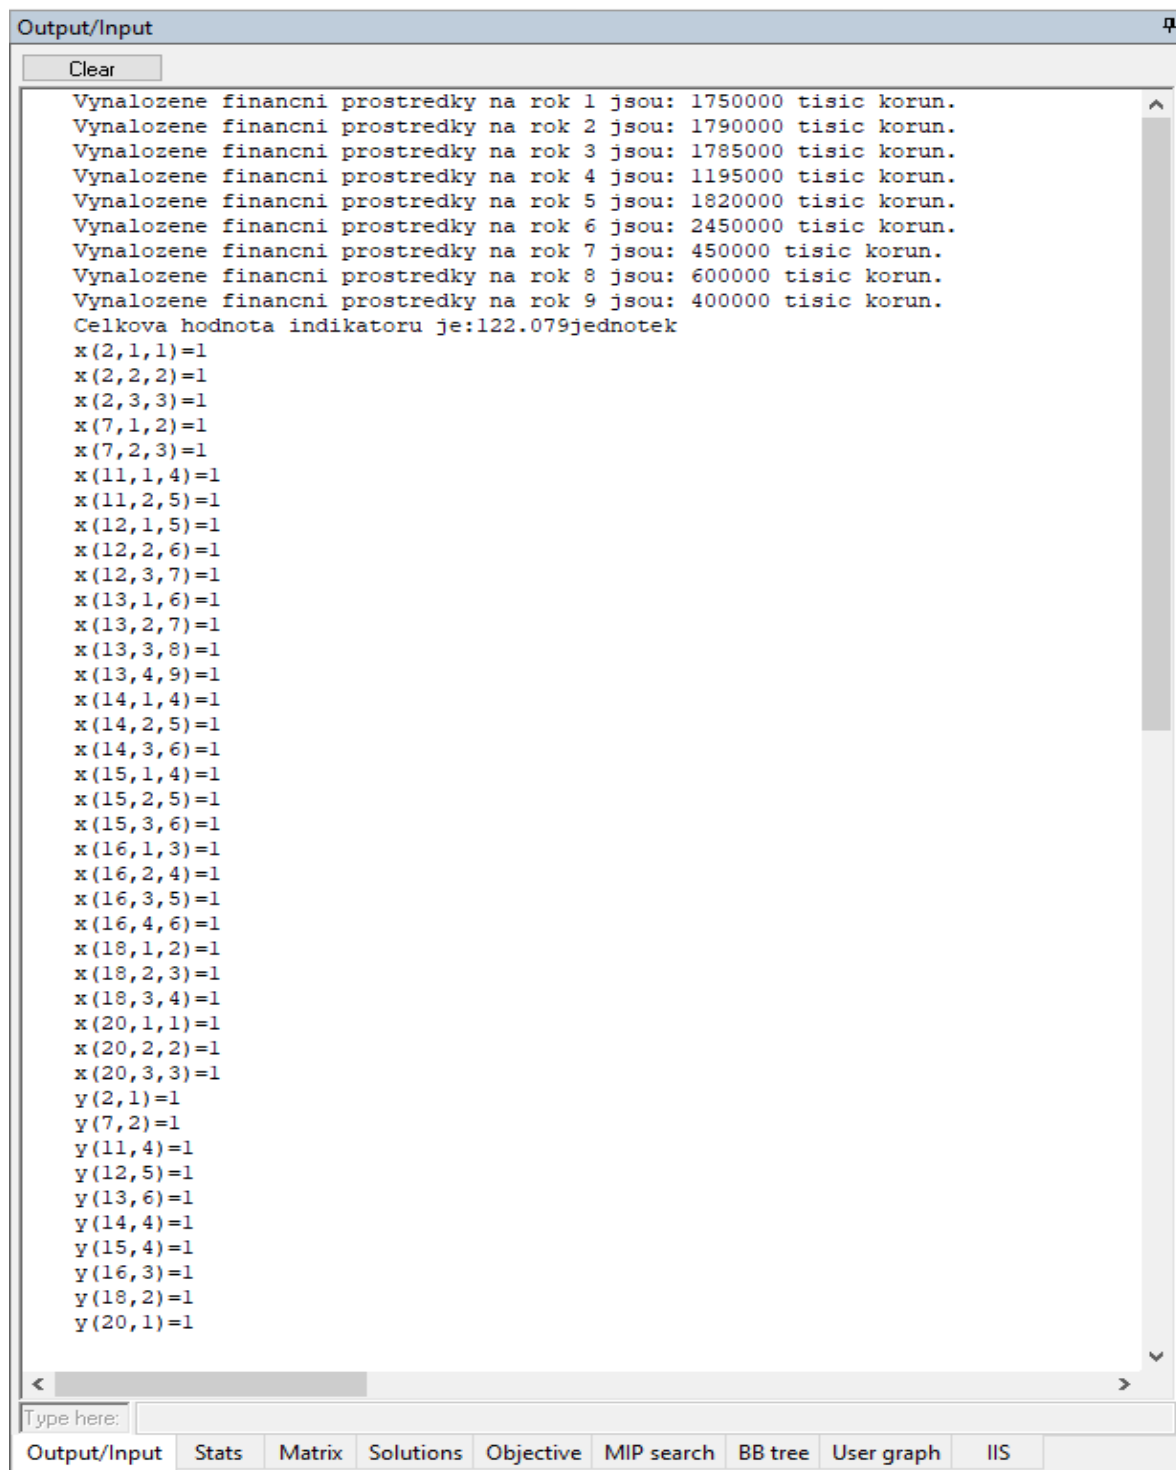 Output/Input
Clear
Vynalozene financni prostredky na rok 1 jsou: 1750000 tisic korun.
Vynalozene financni prostredky na rok 2 jsou: 1790000 tisic korun.
Vynalozene financni prostredky na rok 3 jsou: 1785000 tisic korun.
Vynalozene financni prostredky na rok 4 jsou: 1195000 tisic korun.
Vynalozene financni prostredky na rok 5 jsou: 1820000 tisic korun.
Vynalozene financni prostredky na rok 6 jsou: 2450000 tisic korun.
Vynalozene financni prostredky na rok 7 jsou: 450000 tisic korun.
Vynalozene financni prostredky na rok 8 jsou: 600000 tisic korun.
Vynalozene financni prostredky na rok 9 jsou: 400000 tisic korun.
Celkova hodnota indikatoru je:122.079jednotek
x(2,1,1)=1
x(2,2,2)=1
x(2,3,3)=1
x(7,1,2)=1
x(7,2,3)=1
x(11,1,4)=1
x(11,2,5)=1
x(12,1,5)=1
x(12,2,6)=1
x(12,3,7)=1
x(13,1,6)=1
x(13,2,7)=1
x(13,3,8)=1
x(13,4,9)=1
x(14,1,4)=1
x(14,2,5)=1
x(14,3,6)=1
x(15,1,4)=1
x(15,2,5)=1
x(15,3,6)=1
x(16,1,3)=1
x(16,2,4)=1
x(16,3,5)=1
x(16,4,6)=1
x(18,1,2)=1
x(18,2,3)=1
x(18,3,4)=1
x(20,1,1)=1
x(20,2,2)=1
x(20,3,3)=1
y(2,1)=1
y(7,2)=1
y(11,4)=1
y(12,5)=1
y(13,6)=1
y(14,4)=1
y(15,4)=1
y(16,3)=1
y(18,2)=1
y(20,1)=1
Type here:
Output/Input Stats Matrix Solutions Objective MIP search BB tree User graph IIS